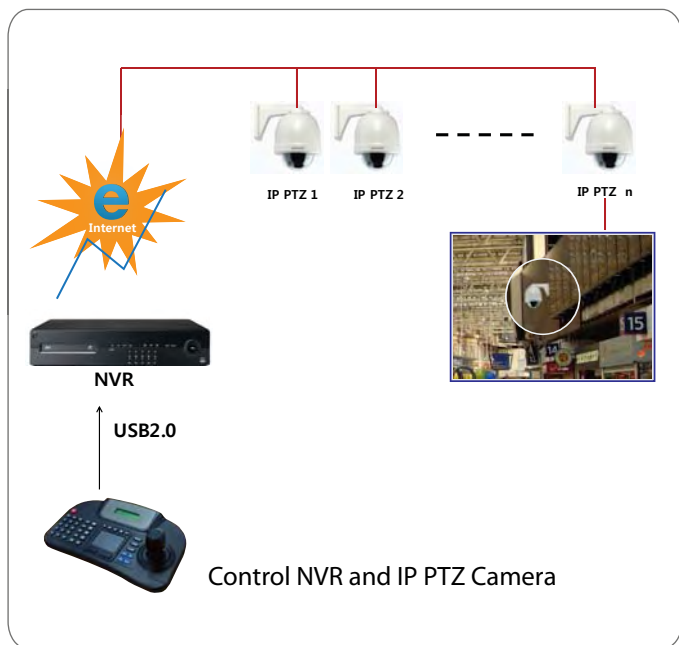 IP PTZ 1
IP PTZ 2
IP PTZ n
e
Internet
15
14
NVR
USB2.0
Control NVR and IP PTZ Camera